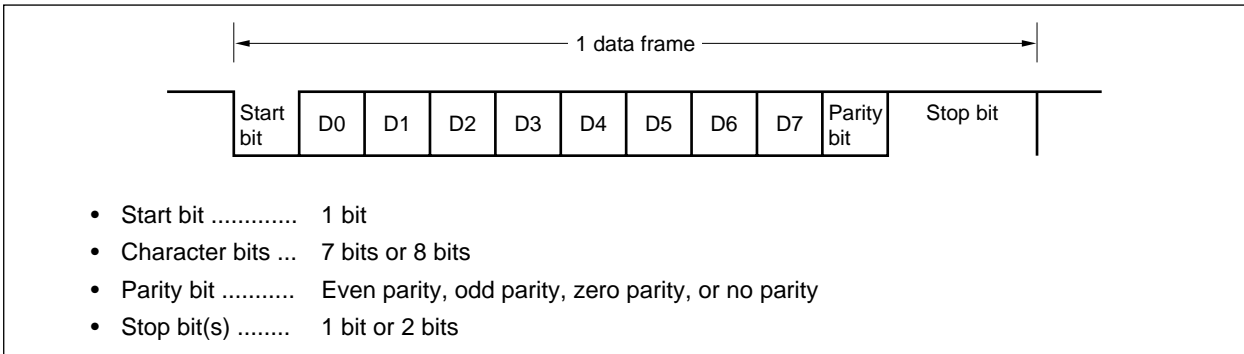 1 data frame
Start bit D0 D1 D2 D3 D4 D5 D6 D7 Parity bit Stop bit
• Start bit ............. 1 bit
• Character bits ... 7 bits or 8 bits
• Parity bit ........... Even parity, odd parity, zero parity, or no parity
• Stop bit(s) ........ 1 bit or 2 bits